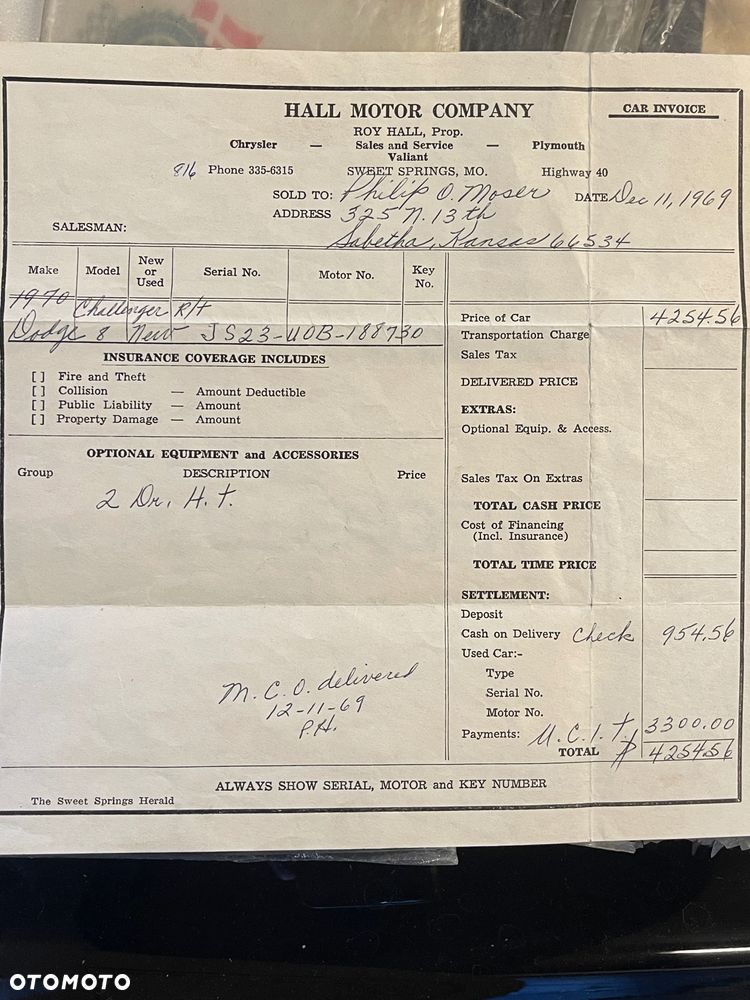 HALL MOTOR COMPANY
CAR INVOICE
ROY HALL, Prop.
Chrysler — Sales and Service — Plymouth
Valiant
816 Phone 335-6315 SWEET SPRINGS, MO. Highway 40
SOLD TO: Philip O. Moser DATE Dec 11, 1969
ADDRESS 325 N. 13th
SALESMAN: Sabetha, Kansas 66534
Make Model New or Used Serial No. Motor No. Key No.
1970 Challenger R/T
Dodge 8 New JS23-U0B-188730
INSURANCE COVERAGE INCLUDES
[ ] Fire and Theft
[ ] Collision — Amount Deductible
[ ] Public Liability — Amount
[ ] Property Damage — Amount
OPTIONAL EQUIPMENT and ACCESSORIES
Group DESCRIPTION Price
2 Dr. H.T.
M.C.O. delivered
12-11-69
P.H.
Price of Car 4254.56
Transportation Charge
Sales Tax
DELIVERED PRICE
EXTRAS:
Optional Equip. & Access.
Sales Tax On Extras
TOTAL CASH PRICE
Cost of Financing
(Incl. Insurance)
TOTAL TIME PRICE
SETTLEMENT:
Deposit
Cash on Delivery Check 954.56
Used Car:-
Type
Serial No.
Motor No.
Payments: U.C.I.T. 3300.00
TOTAL 4254.56
ALWAYS SHOW SERIAL, MOTOR and KEY NUMBER
The Sweet Springs Herald
OTOMOTO